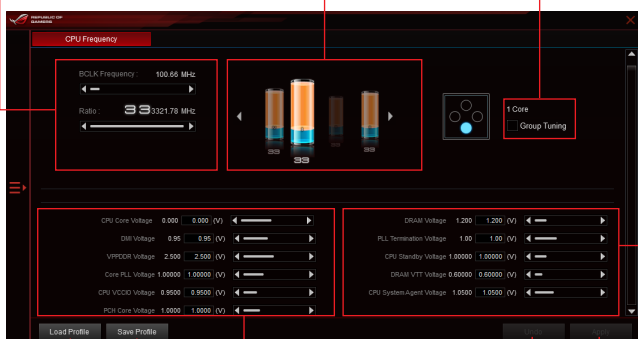 REPUBLIC OF
GAMERS
CPU Frequency
BCLK Frequency : 100.66 MHz
Ratio : 33 3321.78 MHz
33 33 33
1 Core
Group Tuning
CPU Core Voltage 0.000 0.000 (V)
DMI Voltage 0.95 0.95 (V)
VPPDDR Voltage 2.500 2.500 (V)
Core PLL Voltage 1.00000 1.00000 (V)
CPU VCCIO Voltage 0.9500 0.9500 (V)
PCH Core Voltage 1.0000 1.0000 (V)
DRAM Voltage 1.200 1.200 (V)
PLL Termination Voltage 1.00 1.00 (V)
CPU Standby Voltage 1.00000 1.00000 (V)
DRAM VTT Voltage 0.60000 0.60000 (V)
CPU System Agent Voltage 1.0500 1.0500 (V)
Load Profile Save Profile Undo Apply